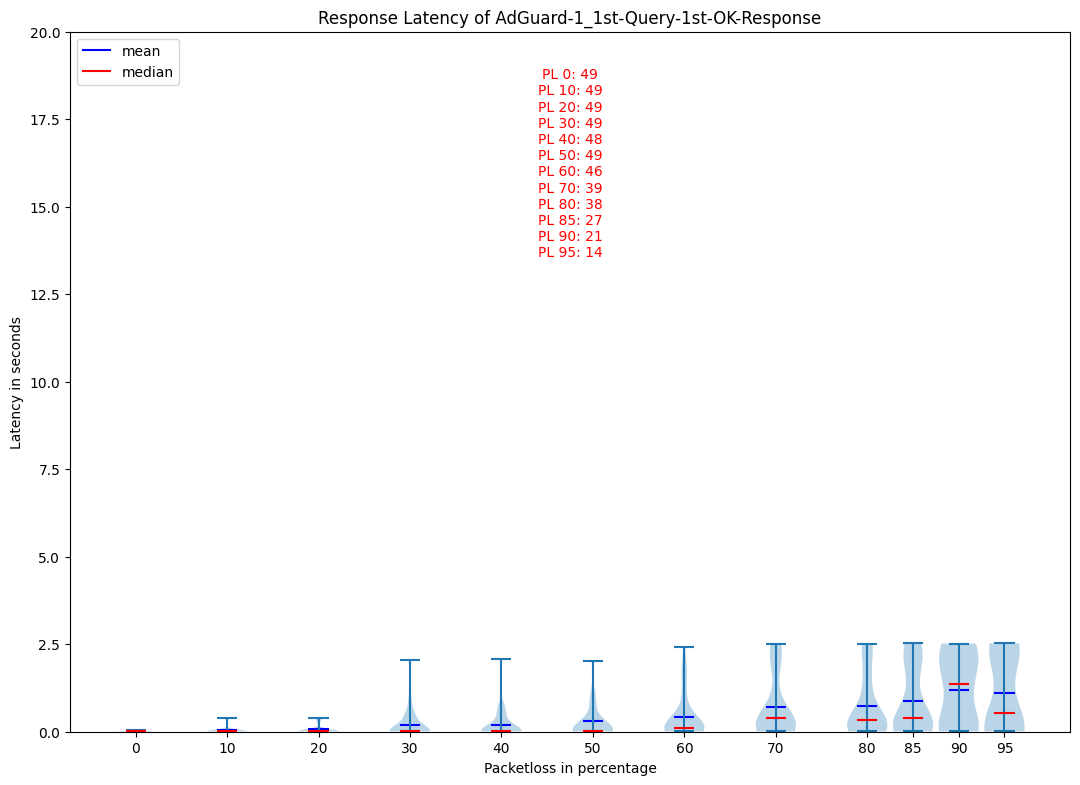 Response Latency of AdGuard-1_1st-Query-1st-OK-Response
20.0
17.5
15.0
12.5
10.0
7.5
5.0
2.5
0.0
Latency in seconds
mean
median
PL 0: 49
PL 10: 49
PL 20: 49
PL 30: 49
PL 40: 48
PL 50: 49
PL 60: 46
PL 70: 39
PL 80: 38
PL 85: 27
PL 90: 21
PL 95: 14
0 10 20 30 40 50 60 70 80 85 90 95
Packetloss in percentage